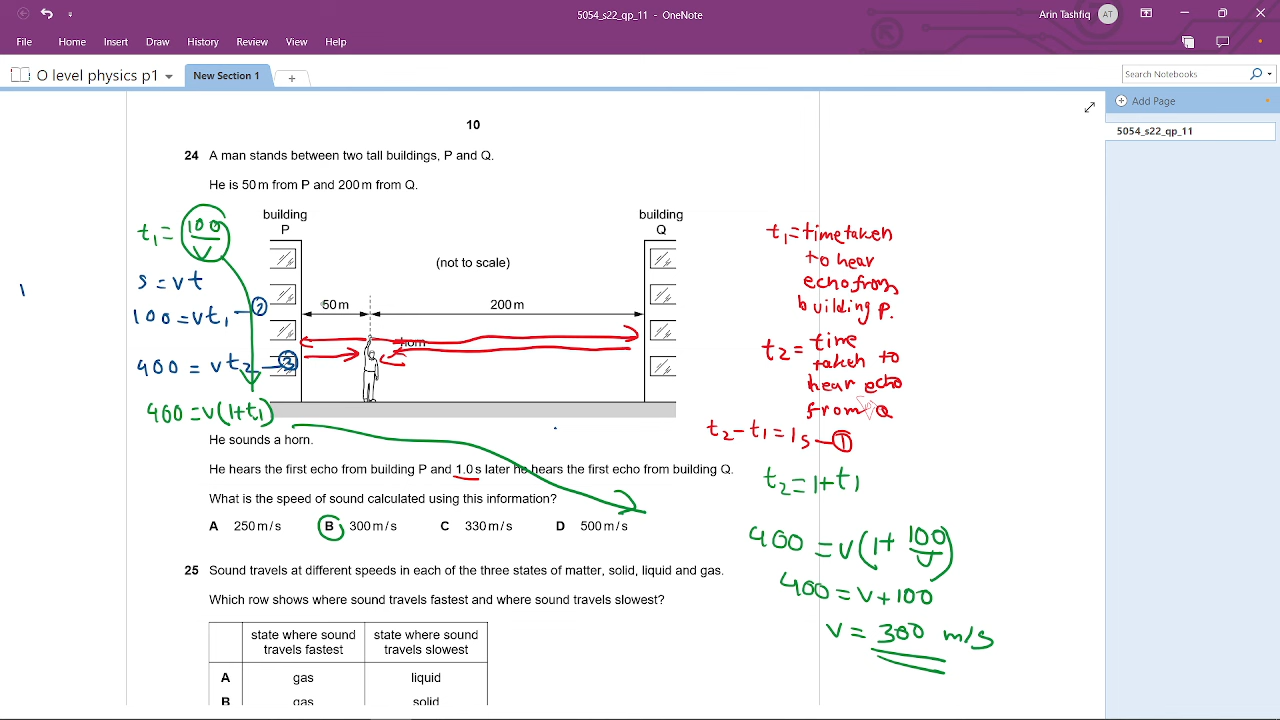 5054_s22_qp_11 - OneNote
Arin Tashfiq
AT
File Home Insert Draw History Review View Help
O level physics p1
New Section 1
+
Search Notebooks
Add Page
5054_s22_qp_11
10
24 A man stands between two tall buildings, P and Q.
He is 50 m from P and 200 m from Q.
building P
building Q
(not to scale)
50 m
200 m
horn
t₁ = 100/V
s = vt
100 = vt₁ — ②
400 = vt₂ — ③
400 = v(1+t₁)
t₁ = time taken
to hear
echo from
building P.
t₂ = time
taken to
hear echo
from Q
t₂ - t₁ = 1s — ①
t₂ = 1 + t₁
He sounds a horn.
He hears the first echo from building P and 1.0 s later he hears the first echo from building Q.
What is the speed of sound calculated using this information?
A 250 m / s B 300 m / s C 330 m / s D 500 m / s
400 = v(1 + 100/v)
400 = v + 100
v = 300 m/s
25 Sound travels at different speeds in each of the three states of matter, solid, liquid and gas.
Which row shows where sound travels fastest and where sound travels slowest?
state where sound travels fastest
state where sound travels slowest
A gas liquid
B gas solid